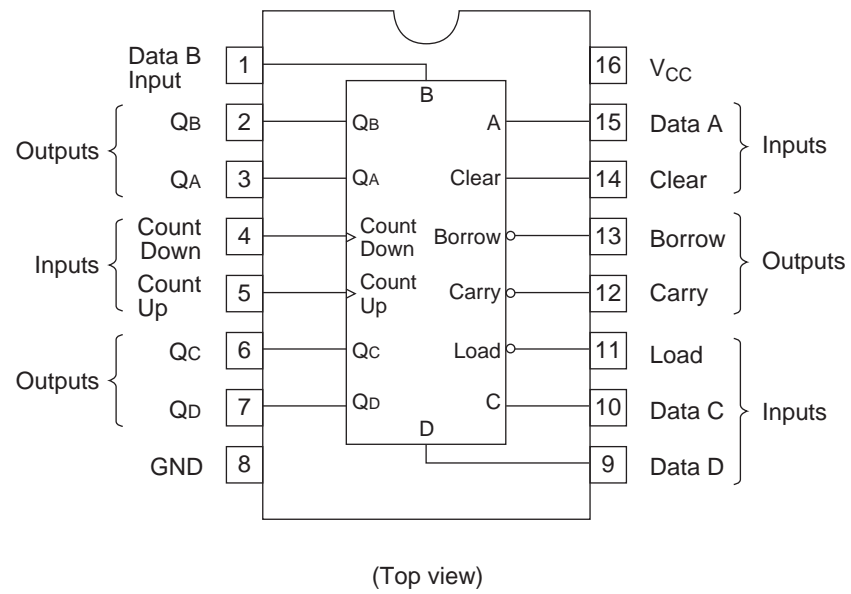 Data B
Input
1
16
VCC
B
QB
2
QB
A
15
Data A
Outputs
Inputs
QA
3
QA
Clear
14
Clear
Count
Down
4
Count
Down
Borrow
13
Borrow
Inputs
Outputs
Count
Up
5
Count
Up
Carry
12
Carry
QC
6
QC
Load
11
Load
Outputs
QD
7
QD
C
10
Data C
Inputs
D
GND
8
9
Data D
(Top view)